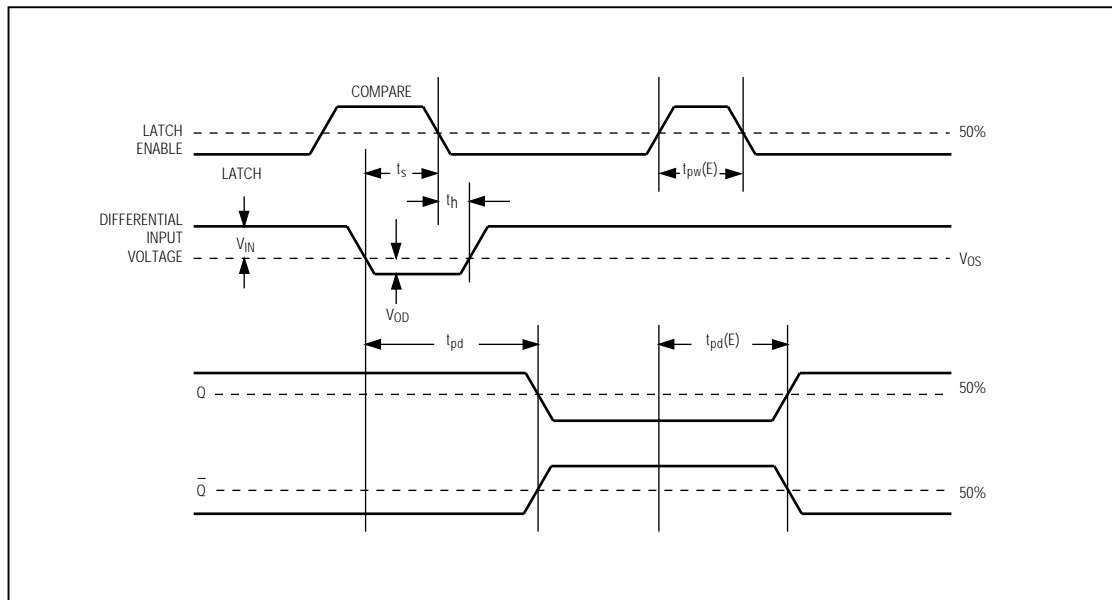 COMPARE
LATCH
ENABLE
50%
ts
tpw(E)
LATCH
th
DIFFERENTIAL
INPUT
VOLTAGE
VIN
VOS
VOD
tpd
tpd(E)
Q
50%
Q̅
50%